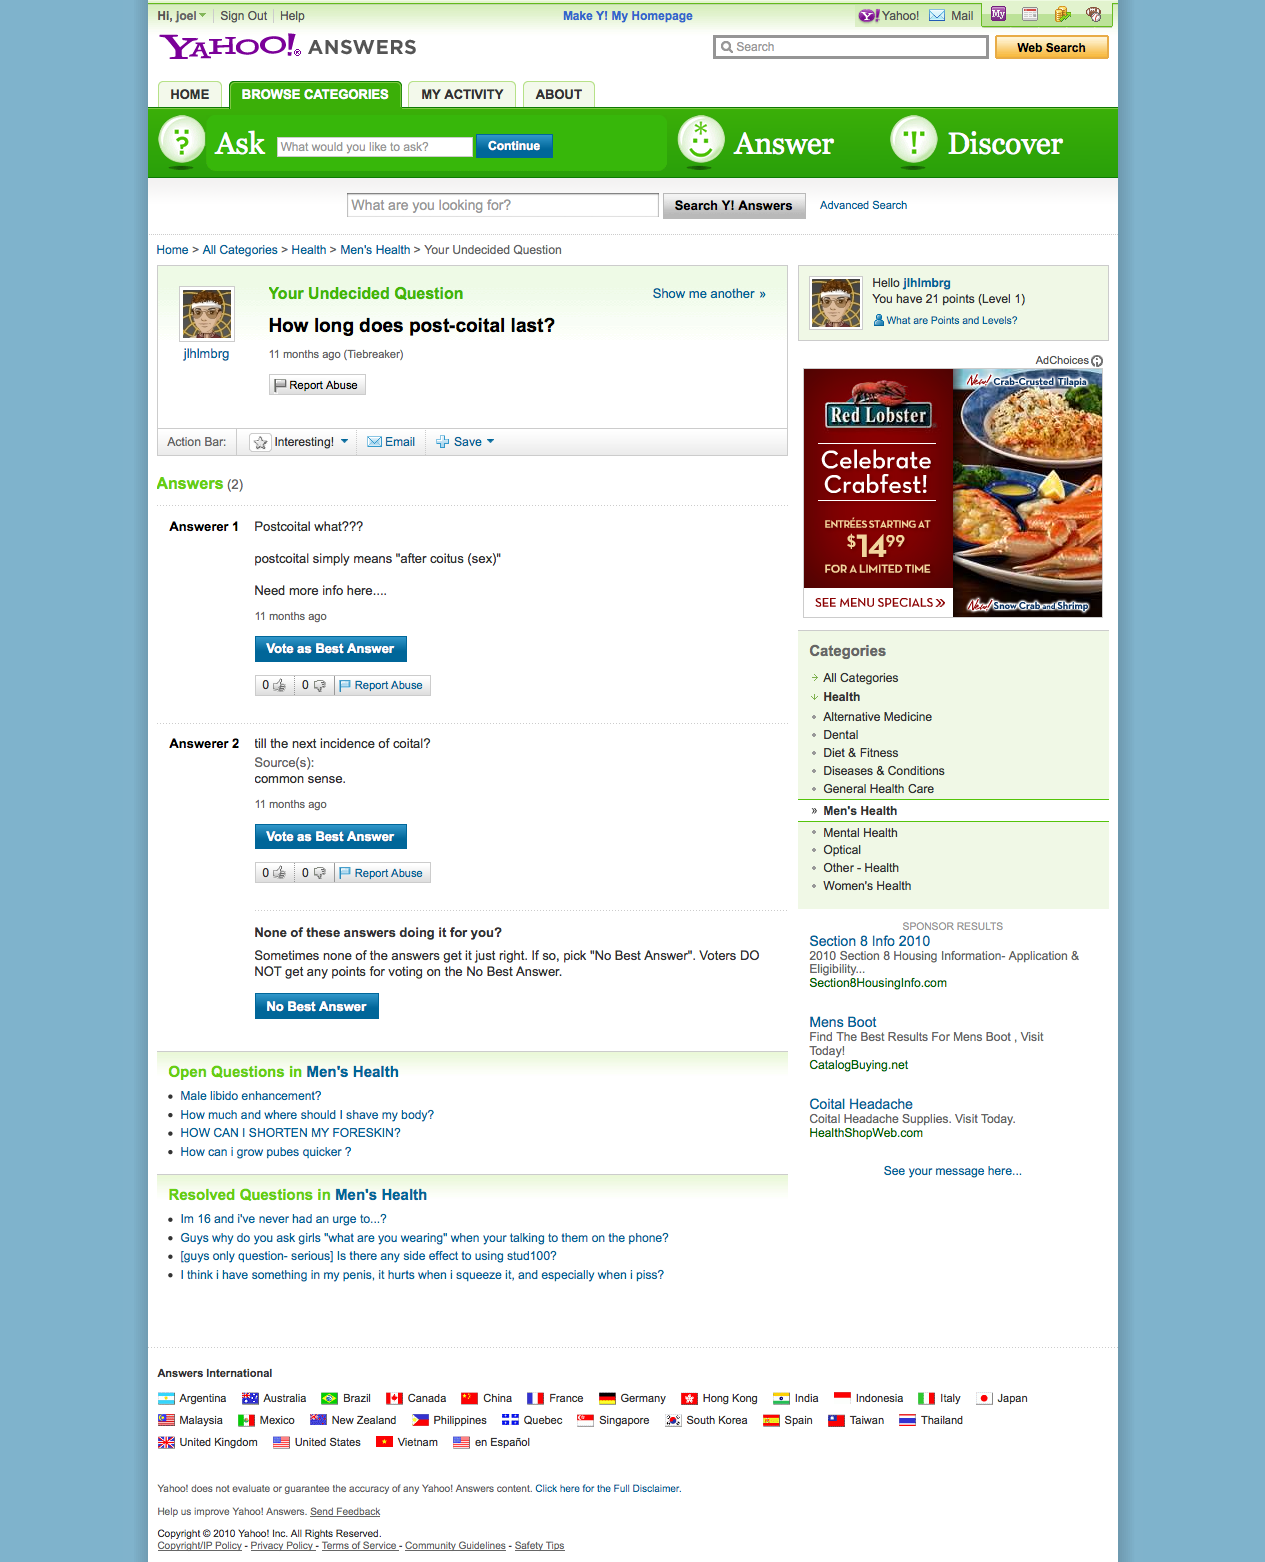 Hi, joel Sign Out Help Make Y! My Homepage Yahoo! Mail My
YAHOO! ANSWERS
Search Web Search
HOME BROWSE CATEGORIES MY ACTIVITY ABOUT
Ask What would you like to ask? Continue Answer Discover
What are you looking for? Search Y! Answers Advanced Search
Home > All Categories > Health > Men's Health > Your Undecided Question
Your Undecided Question Show me another »
How long does post-coital last?
jlhlmbrg
11 months ago (Tiebreaker)
Report Abuse
Action Bar: Interesting! Email Save
Answers (2)
Answerer 1 Postcoital what???
postcoital simply means "after coitus (sex)"
Need more info here....
11 months ago
Vote as Best Answer
0 0 Report Abuse
Answerer 2 till the next incidence of coital?
Source(s):
common sense.
11 months ago
Vote as Best Answer
0 0 Report Abuse
None of these answers doing it for you?
Sometimes none of the answers get it just right. If so, pick "No Best Answer". Voters DO
NOT get any points for voting on the No Best Answer.
No Best Answer
Open Questions in Men's Health
Male libido enhancement?
How much and where should I shave my body?
HOW CAN I SHORTEN MY FORESKIN?
How can i grow pubes quicker ?
Resolved Questions in Men's Health
Im 16 and i've never had an urge to...?
Guys why do you ask girls "what are you wearing" when your talking to them on the phone?
[guys only question- serious] Is there any side effect to using stud100?
I think i have something in my penis, it hurts when i squeeze it, and especially when i piss?
Hello jlhlmbrg
You have 21 points (Level 1)
What are Points and Levels?
AdChoices
New! Crab-Crusted Tilapia
Red Lobster
Celebrate
Crabfest!
ENTRÉES STARTING AT
$14 99
FOR A LIMITED TIME
SEE MENU SPECIALS »
New! Snow Crab and Shrimp
Categories
All Categories
Health
Alternative Medicine
Dental
Diet & Fitness
Diseases & Conditions
General Health Care
» Men's Health
Mental Health
Optical
Other - Health
Women's Health
SPONSOR RESULTS
Section 8 Info 2010
2010 Section 8 Housing Information- Application &
Eligibility...
Section8HousingInfo.com
Mens Boot
Find The Best Results For Mens Boot , Visit
Today!
CatalogBuying.net
Coital Headache
Coital Headache Supplies. Visit Today.
HealthShopWeb.com
See your message here...
Answers International
Argentina Australia Brazil Canada China France Germany Hong Kong India Indonesia Italy Japan
Malaysia Mexico New Zealand Philippines Quebec Singapore South Korea Spain Taiwan Thailand
United Kingdom United States Vietnam en Español
Yahoo! does not evaluate or guarantee the accuracy of any Yahoo! Answers content. Click here for the Full Disclaimer.
Help us improve Yahoo! Answers. Send Feedback
Copyright © 2010 Yahoo! Inc. All Rights Reserved.
Copyright/IP Policy - Privacy Policy - Terms of Service - Community Guidelines - Safety Tips